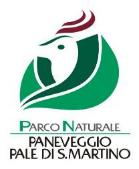 PARCO NATURALE
PANEVEGGIO
PALE DI S.MARTINO